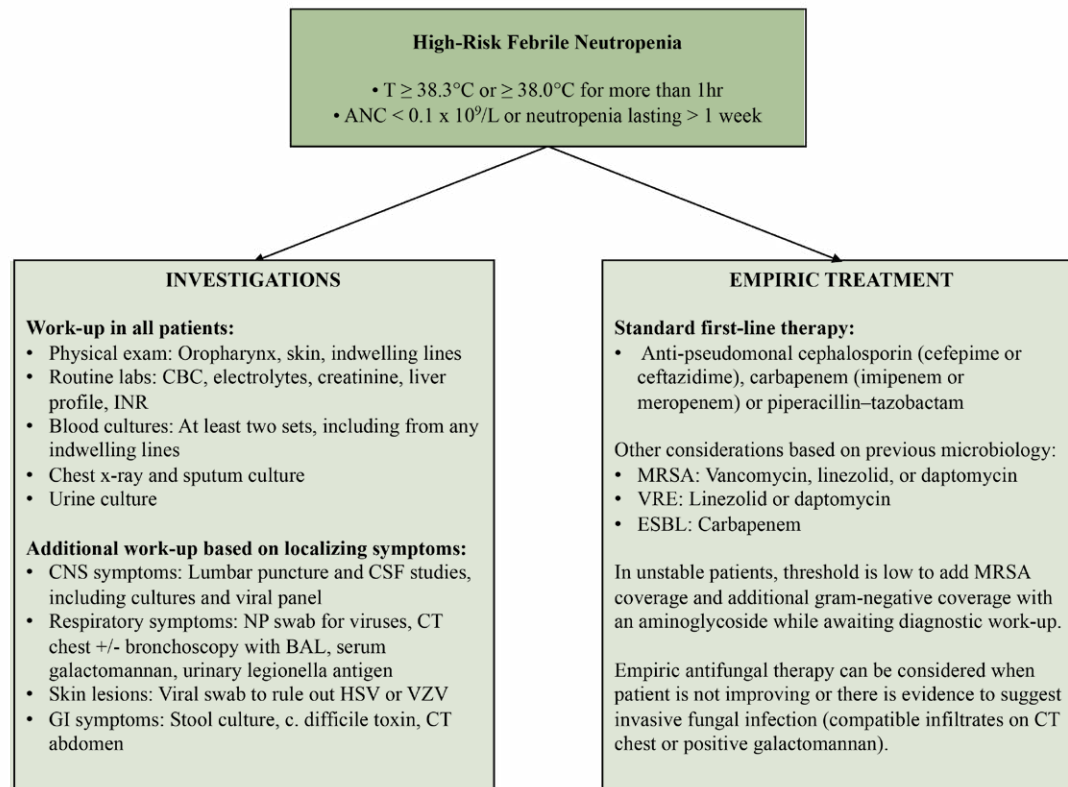 High-Risk Febrile Neutropenia
• T ≥ 38.3°C or ≥ 38.0°C for more than 1hr
• ANC < 0.1 x 10⁹/L or neutropenia lasting > 1 week
INVESTIGATIONS
Work-up in all patients:
• Physical exam: Oropharynx, skin, indwelling lines
• Routine labs: CBC, electrolytes, creatinine, liver
profile, INR
• Blood cultures: At least two sets, including from any
indwelling lines
• Chest x-ray and sputum culture
• Urine culture
Additional work-up based on localizing symptoms:
• CNS symptoms: Lumbar puncture and CSF studies,
including cultures and viral panel
• Respiratory symptoms: NP swab for viruses, CT
chest +/- bronchoscopy with BAL, serum
galactomannan, urinary legionella antigen
• Skin lesions: Viral swab to rule out HSV or VZV
• GI symptoms: Stool culture, c. difficile toxin, CT
abdomen
EMPIRIC TREATMENT
Standard first-line therapy:
• Anti-pseudomonal cephalosporin (cefepime or
ceftazidime), carbapenem (imipenem or
meropenem) or piperacillin–tazobactam
Other considerations based on previous microbiology:
• MRSA: Vancomycin, linezolid, or daptomycin
• VRE: Linezolid or daptomycin
• ESBL: Carbapenem
In unstable patients, threshold is low to add MRSA
coverage and additional gram-negative coverage with
an aminoglycoside while awaiting diagnostic work-up.
Empiric antifungal therapy can be considered when
patient is not improving or there is evidence to suggest
invasive fungal infection (compatible infiltrates on CT
chest or positive galactomannan).